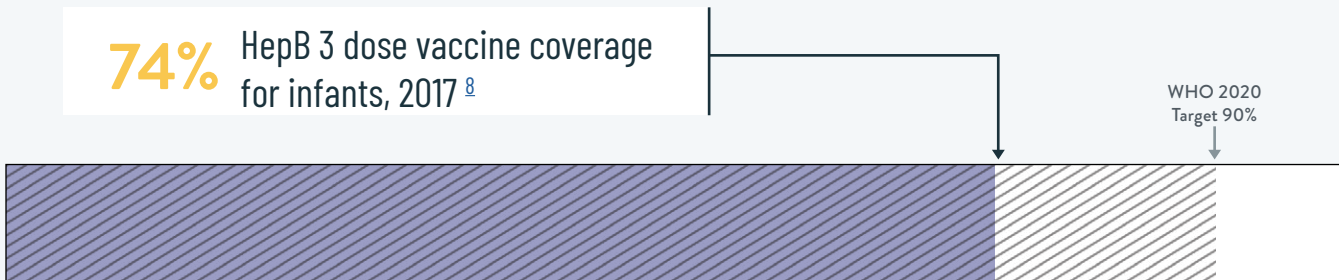 74%
HepB 3 dose vaccine coverage
for infants, 2017 8
WHO 2020
Target 90%